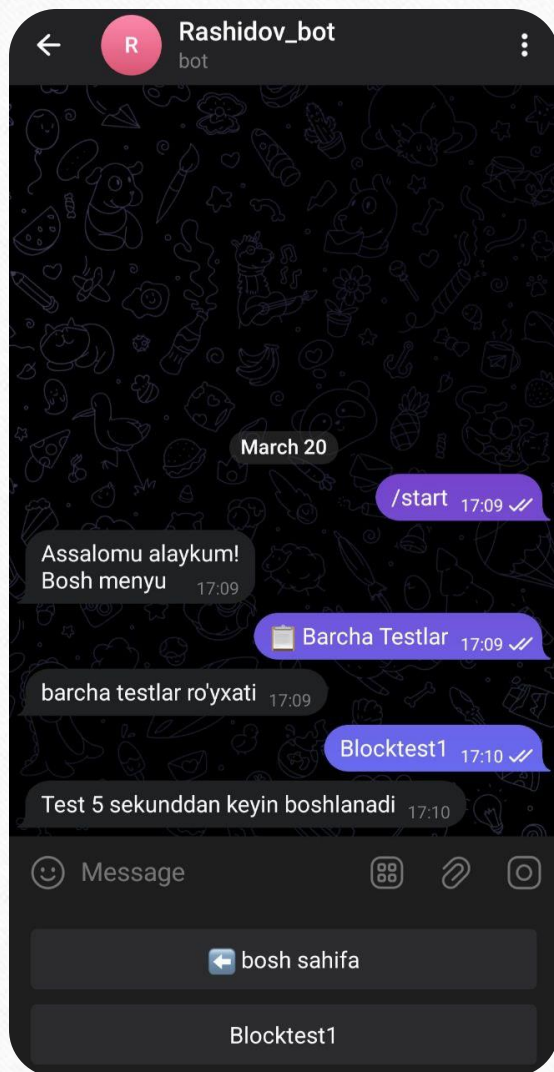 Rashidov_bot
R
bot
March 20
/start 17:09
Assalomu alaykum!
Bosh menyu 17:09
📋 Barcha Testlar 17:09
barcha testlar ro'yxati 17:09
Blocktest1 17:10
Test 5 sekunddan keyin boshlanadi 17:10
Message
⬅️ bosh sahifa
Blocktest1